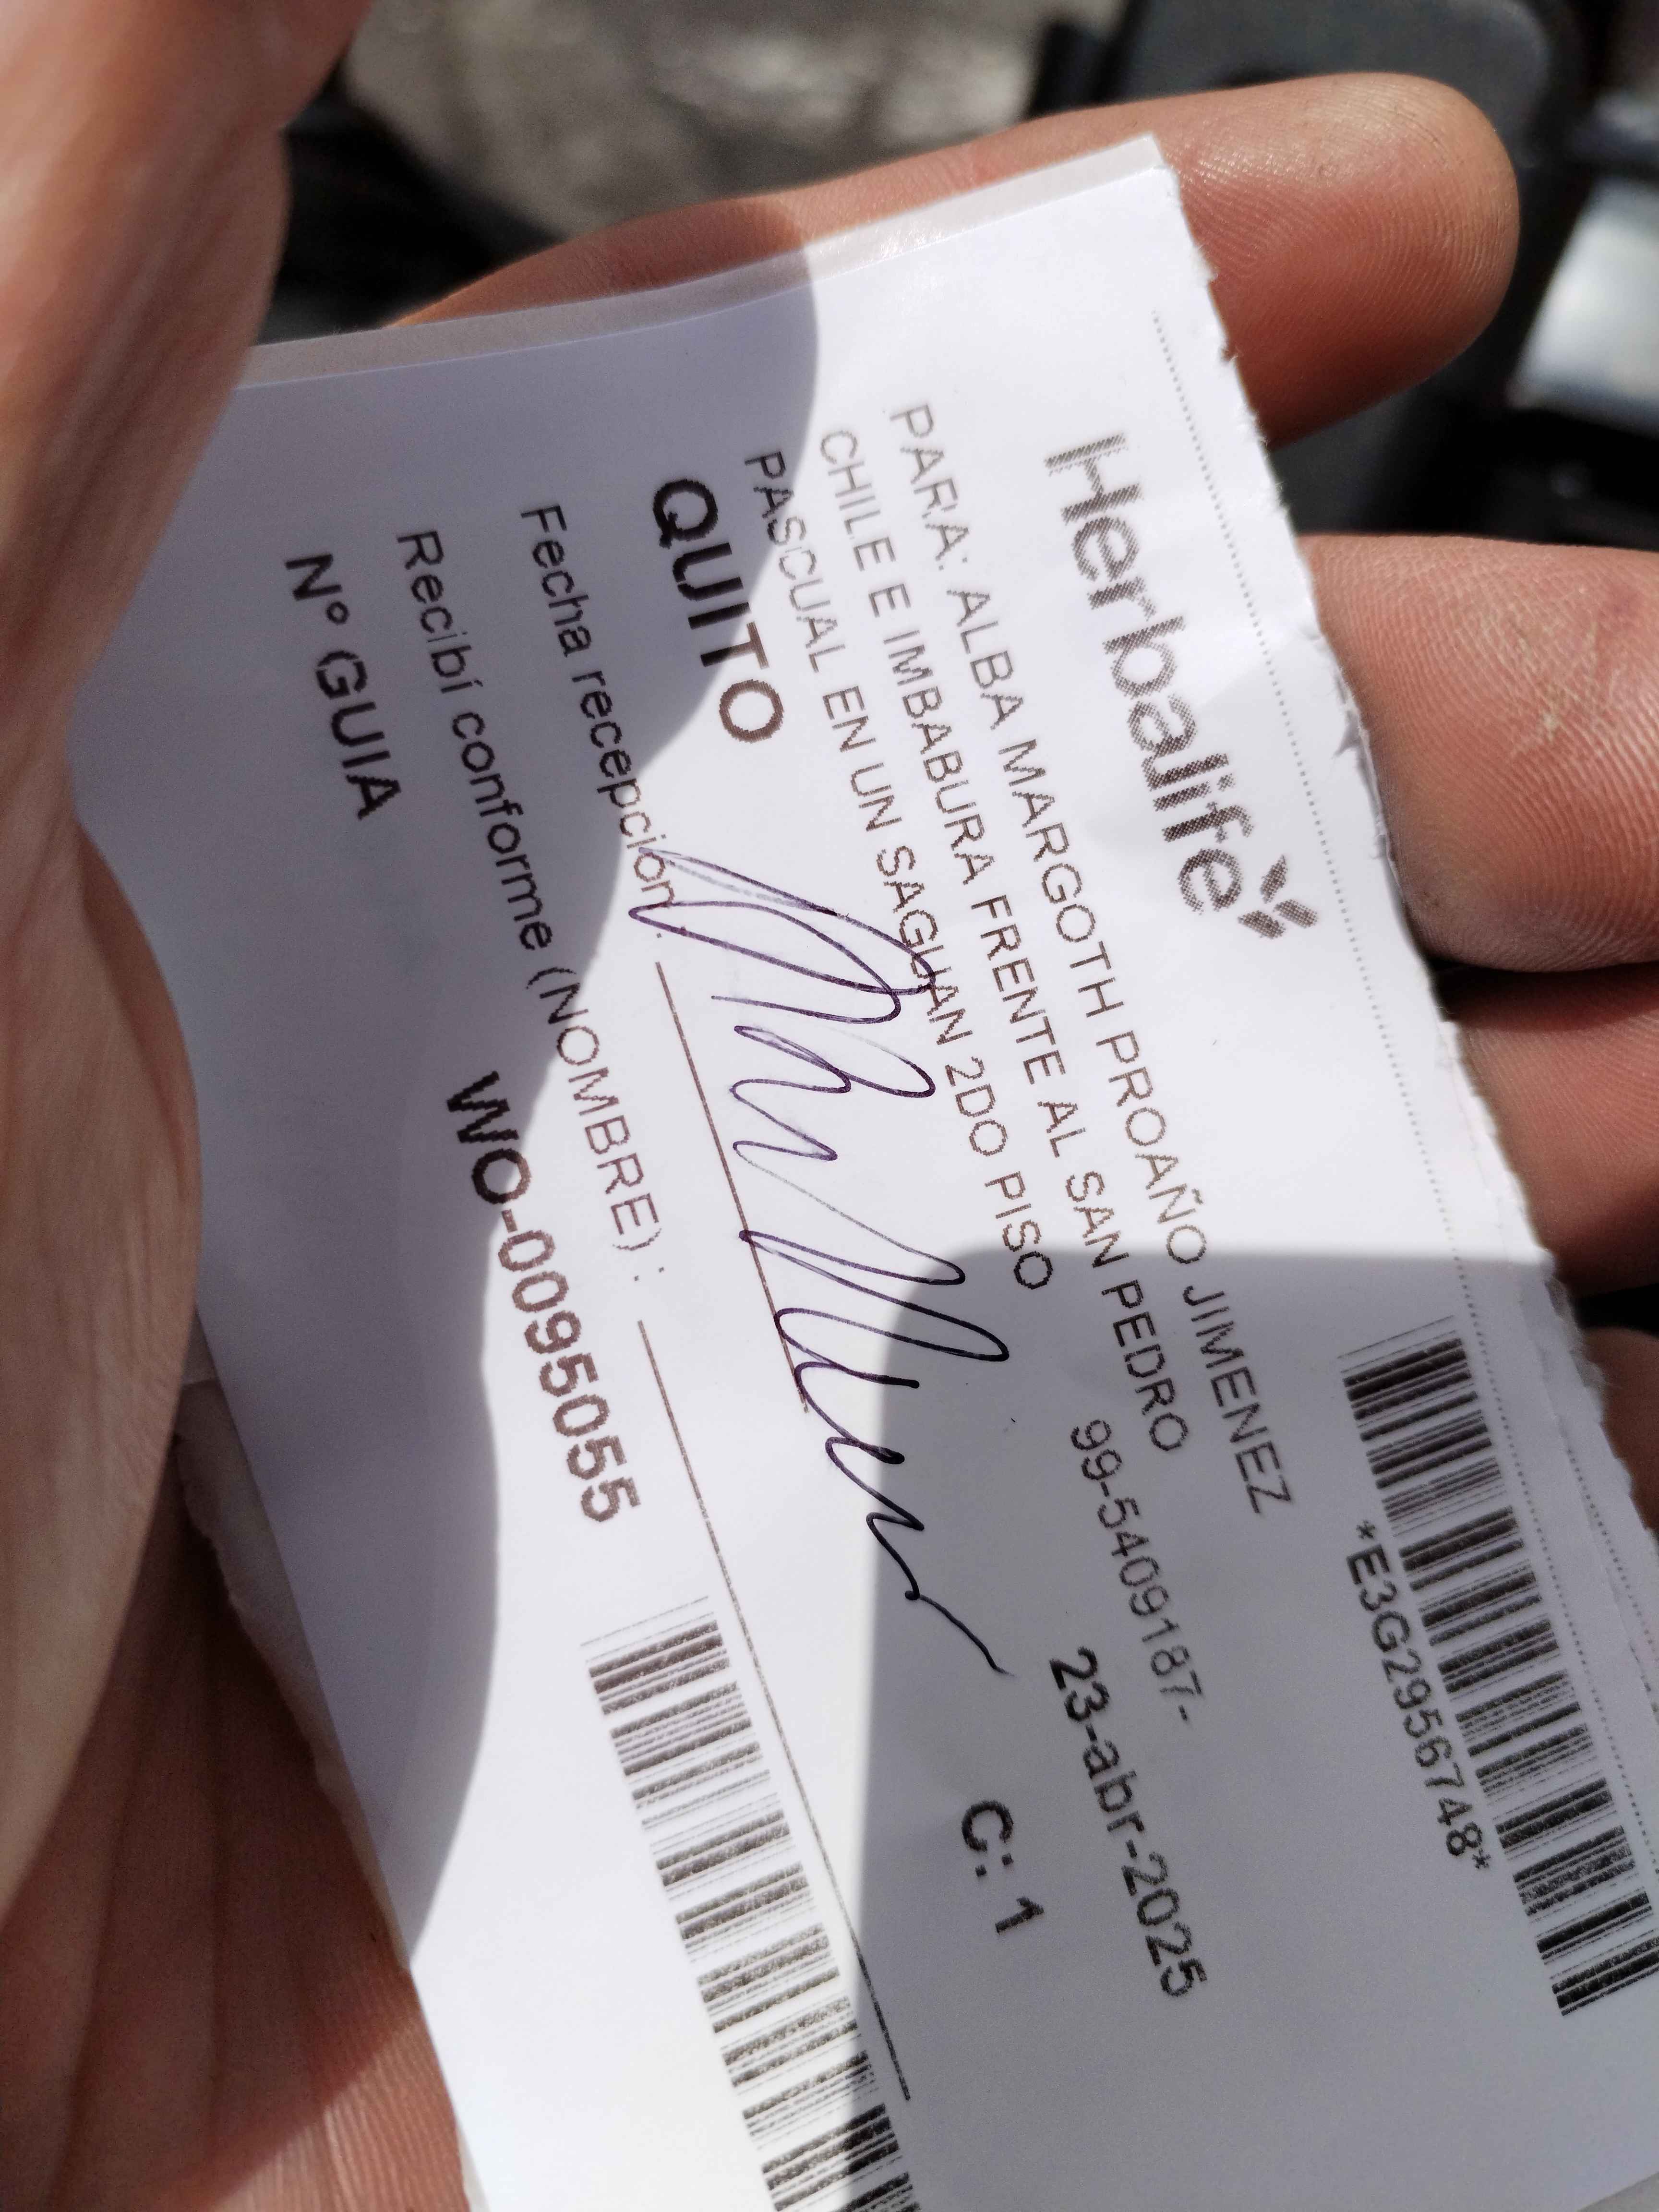 Herbalife
*E3G2956748*
PARA: ALBA MARGOTH PROAÑO JIMENEZ
CHILE E IMBABURA FRENTE AL SAN PEDRO
PASCUAL EN UN SAGUAN 2DO PISO
99-5409187-
QUITO
23-abr-2025
C: 1
Fecha recepción:
Recibí conforme (NOMBRE) :
Nº GUIA
WO-0095055